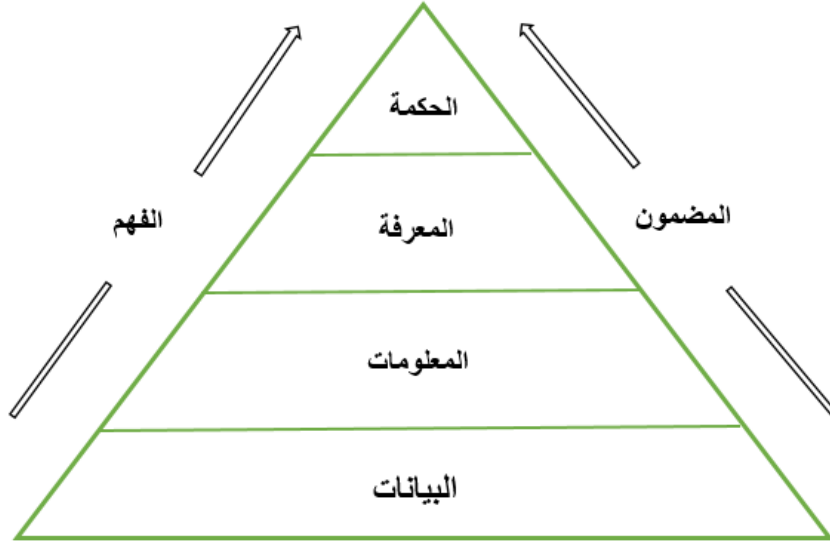 الحكمة
المضمون
المعرفة
الفهم
المعلومات
البيانات